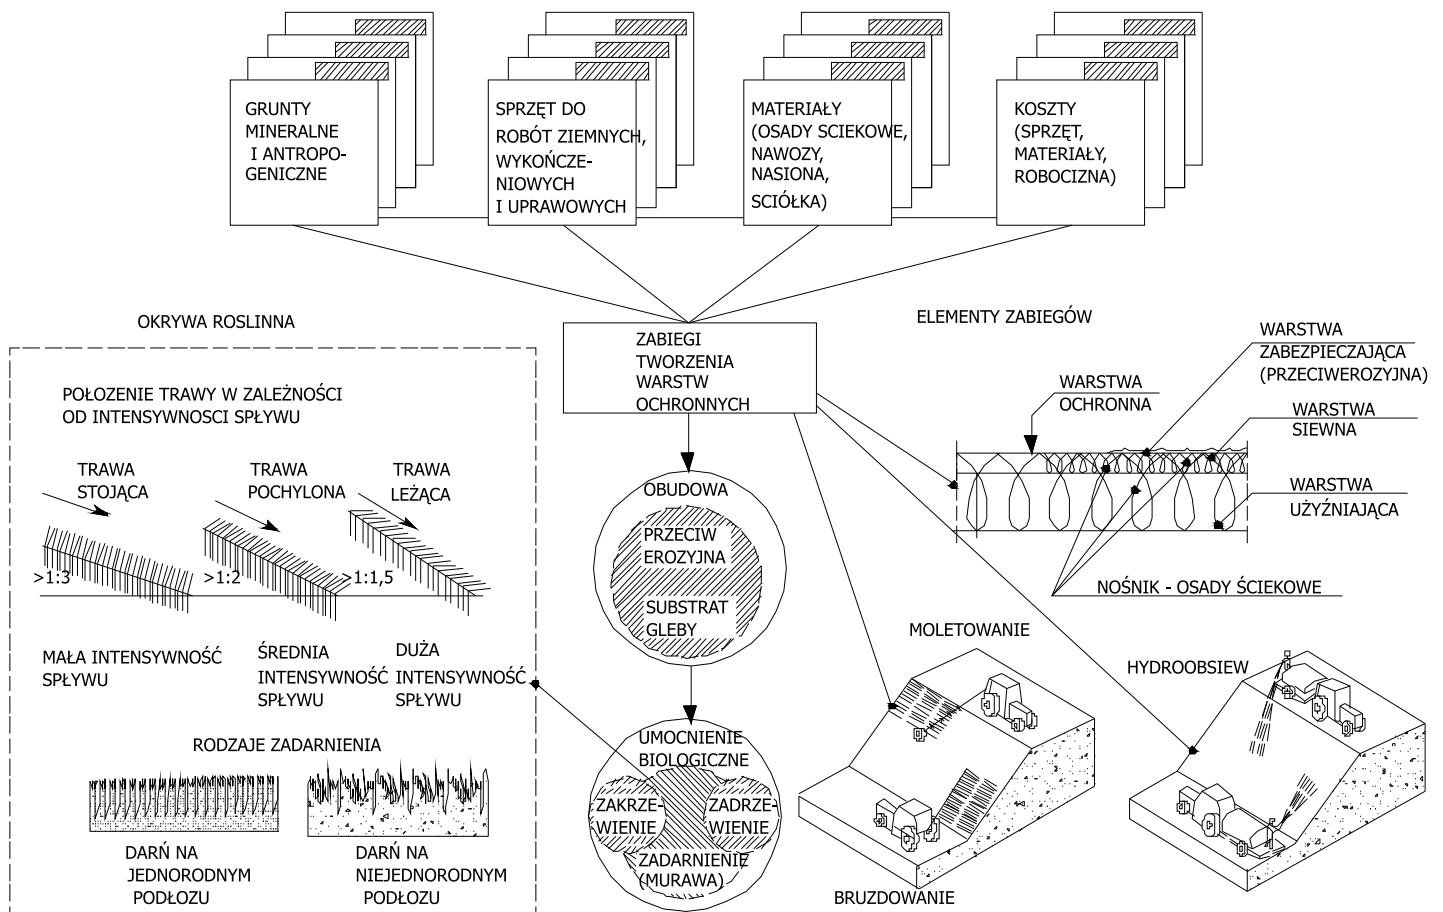 GRUNTY
MINERALNE
I ANTROPO-
GENICZNE
SPRZĘT DO
ROBÓT ZIEMNYCH,
WYKOŃCZE-
NIOWYCH
I UPRAWOWYCH
MATERIAŁY
(OSADY SCIEKOWE,
NAWOZY,
NASIONA,
SCIÓŁKA)
KOSZTY
(SPRZĘT,
MATERIAŁY,
ROBOCIZNA)
OKRYWA ROSLINNA
POŁOZENIE TRAWY W ZALEŻNOŚCI
OD INTENSYWNOSCI SPŁYWU
TRAWA
STOJĄCA
TRAWA
POCHYLONA
TRAWA
LEŻĄCA
>1:3
>1:2
>1:1,5
MAŁA INTENSYWNOŚĆ
SPŁYWU
ŚREDNIA
INTENSYWNOŚĆ
SPŁYWU
DUŻA
INTENSYWNOŚĆ
SPŁYWU
RODZAJE ZADARNIENIA
DARŃ NA
JEDNORODNYM
PODŁOZU
DARŃ NA
NIEJEDNORODNYM
PODŁOZU
ZABIEGI
TWORZENIA
WARSTW
OCHRONNYCH
OBUDOWA
PRZECIW
EROZYJNA
SUBSTRAT
GLEBY
UMOCNIENIE
BIOLOGICZNE
ZAKRZE-
WIENIE
ZADRZE-
WIENIE
ZADARNIENIE
(MURAWA)
ELEMENTY ZABIEGÓW
WARSTWA
OCHRONNA
WARSTWA
ZABEZPIECZAJĄCA
(PRZECIWEROZYJNA)
WARSTWA
SIEWNA
WARSTWA
UŻYŹNIAJĄCA
NOŚNIK - OSADY ŚCIEKOWE
MOLETOWANIE
BRUZDOWANIE
HYDROOBSIEW